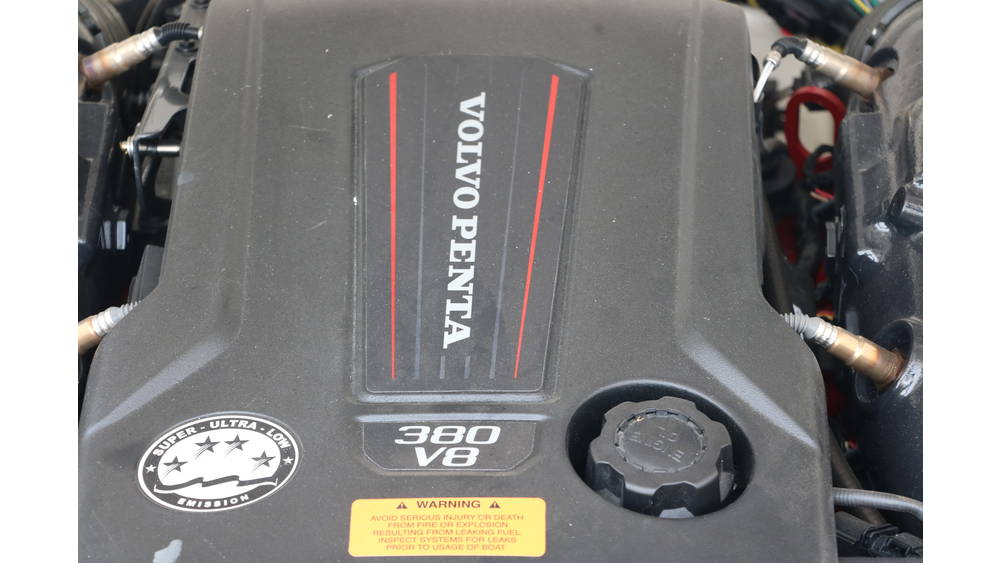 VOLVO PENTA
380
V8
SUPER - ULTRA - LOW
EMISSION
WARNING
AVOID SERIOUS INJURY OR DEATH
FROM FIRE OR EXPLOSION
RESULTING FROM LEAKING FUEL
INSPECT SYSTEMS FOR LEAKS
PRIOR TO USAGE OF BOAT